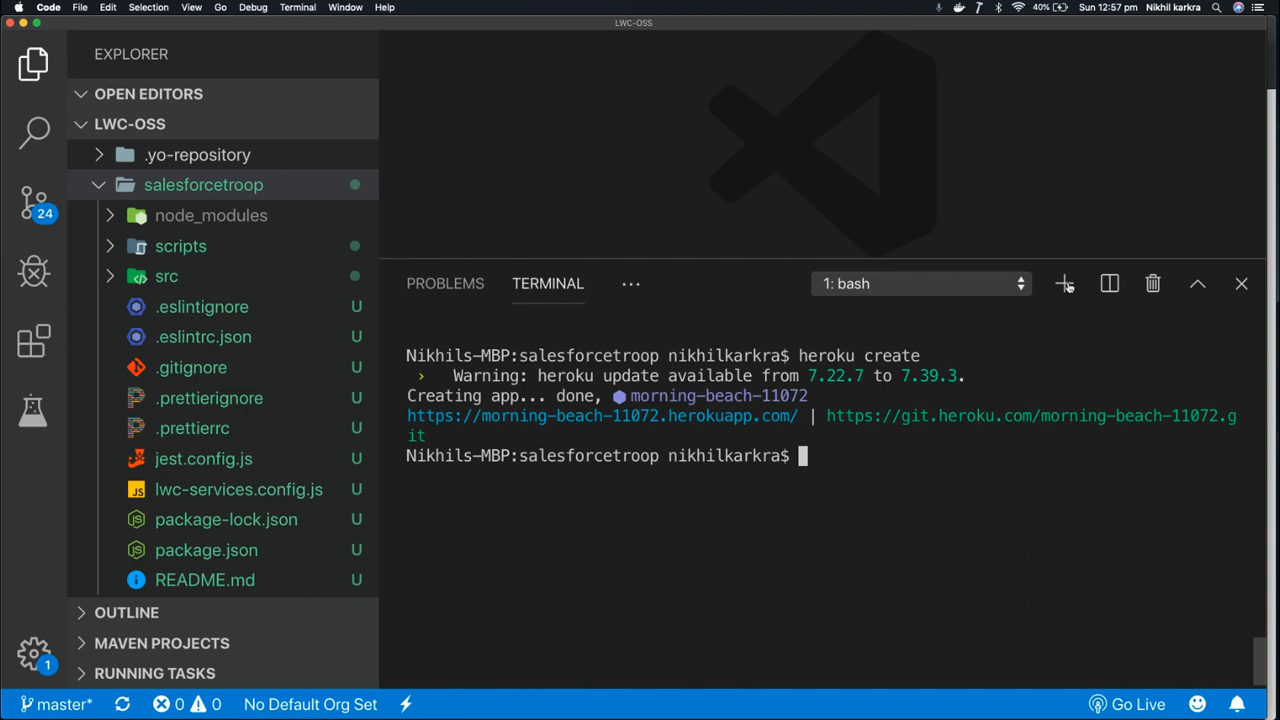 Code File Edit Selection View Go Debug Terminal Window Help 40% Sun 12:57 pm Nikhil karkra
LWC-OSS
EXPLORER
OPEN EDITORS
LWC-OSS
.yo-repository
salesforcetroop
node_modules
scripts
src
.eslintignore U
.eslintrc.json U
.gitignore U
.prettierignore U
.prettierrc U
jest.config.js U
lwc-services.config.js U
package-lock.json U
package.json U
README.md U
OUTLINE
MAVEN PROJECTS
RUNNING TASKS
24
1
PROBLEMS TERMINAL ... 1: bash
Nikhils-MBP:salesforcetroop nikhilkarkra$ heroku create
› Warning: heroku update available from 7.22.7 to 7.39.3.
Creating app... done, ⬢ morning-beach-11072
https://morning-beach-11072.herokuapp.com/ | https://git.heroku.com/morning-beach-11072.g
it
Nikhils-MBP:salesforcetroop nikhilkarkra$
master* 0 0 No Default Org Set Go Live